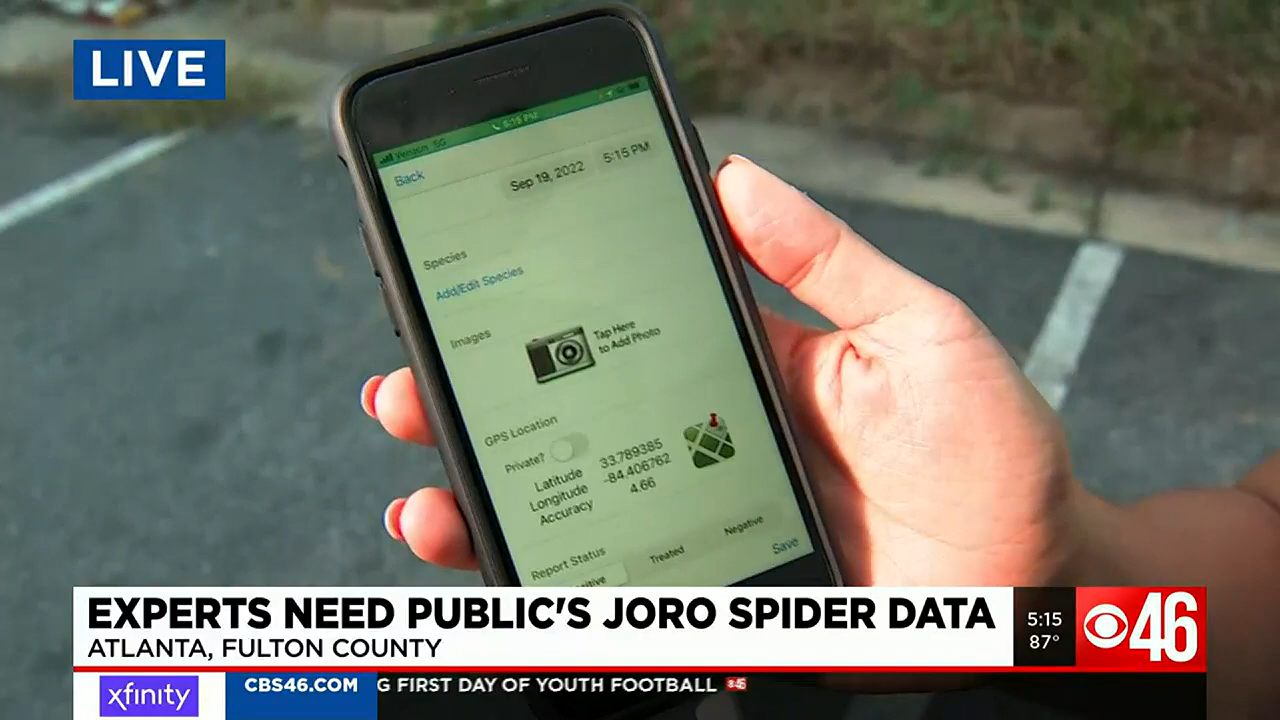 LIVE
Verizon 5G
5:15 PM
Back
Sep 19, 2022
5:15 PM
Species
Add/Edit Species
Images
Tap Here
to Add Photo
GPS Location
Private?
Latitude
33.789385
Longitude
-84.406762
Accuracy
4.66
Report Status
Treated
Negative
Save
EXPERTS NEED PUBLIC'S JORO SPIDER DATA
ATLANTA, FULTON COUNTY
5:15
87°
46
xfinity
CBS46.COM
G FIRST DAY OF YOUTH FOOTBALL